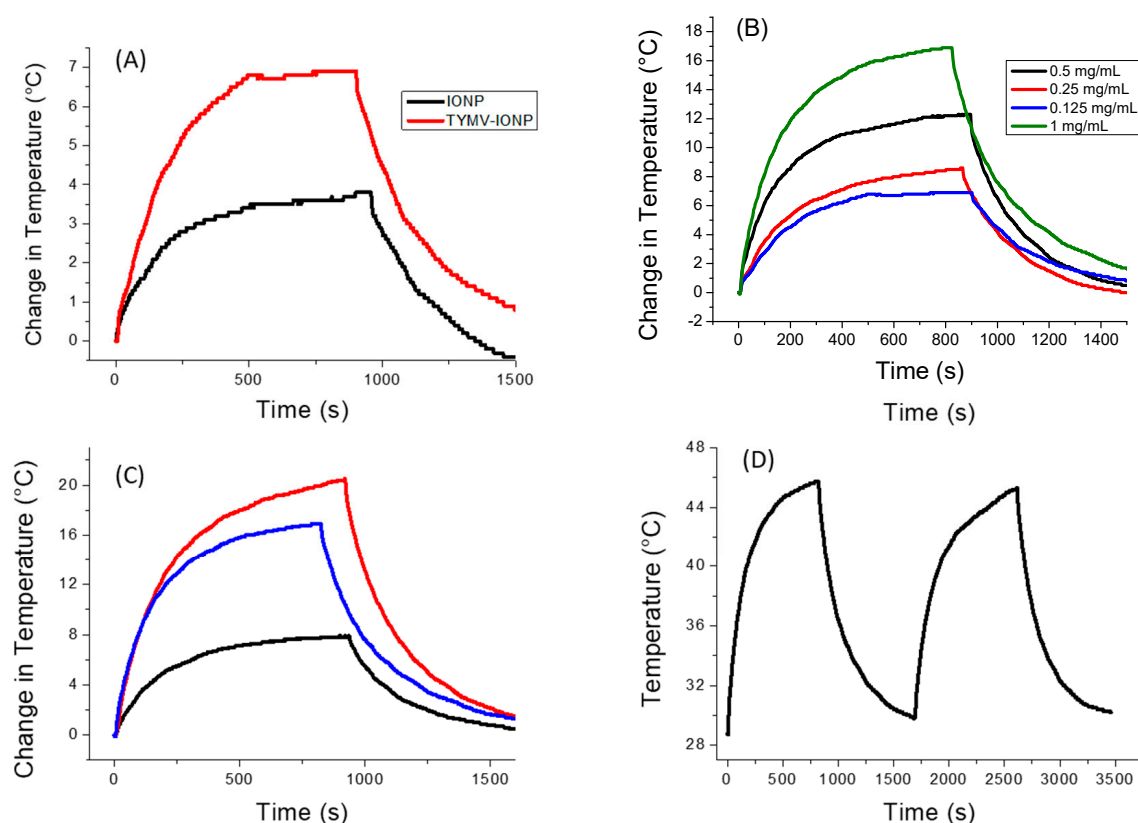 (A)
Change in Temperature (°C)
7
6
5
4
3
2
1
0
IONP
TYMV-IONP
0
500
1000
1500
Time (s)
(B)
Change in Temperature (°C)
18
16
14
12
10
8
6
4
2
0
-2
0.5 mg/mL
0.25 mg/mL
0.125 mg/mL
1 mg/mL
0
200
400
600
800
1000
1200
1400
Time (s)
Time (s)
(C)
Change in Temperature (°C)
20
16
12
8
4
0
0
500
1000
1500
Time (s)
(D)
Temperature (°C)
48
44
40
36
32
28
0
500
1000
1500
2000
2500
3000
3500
Time (s)